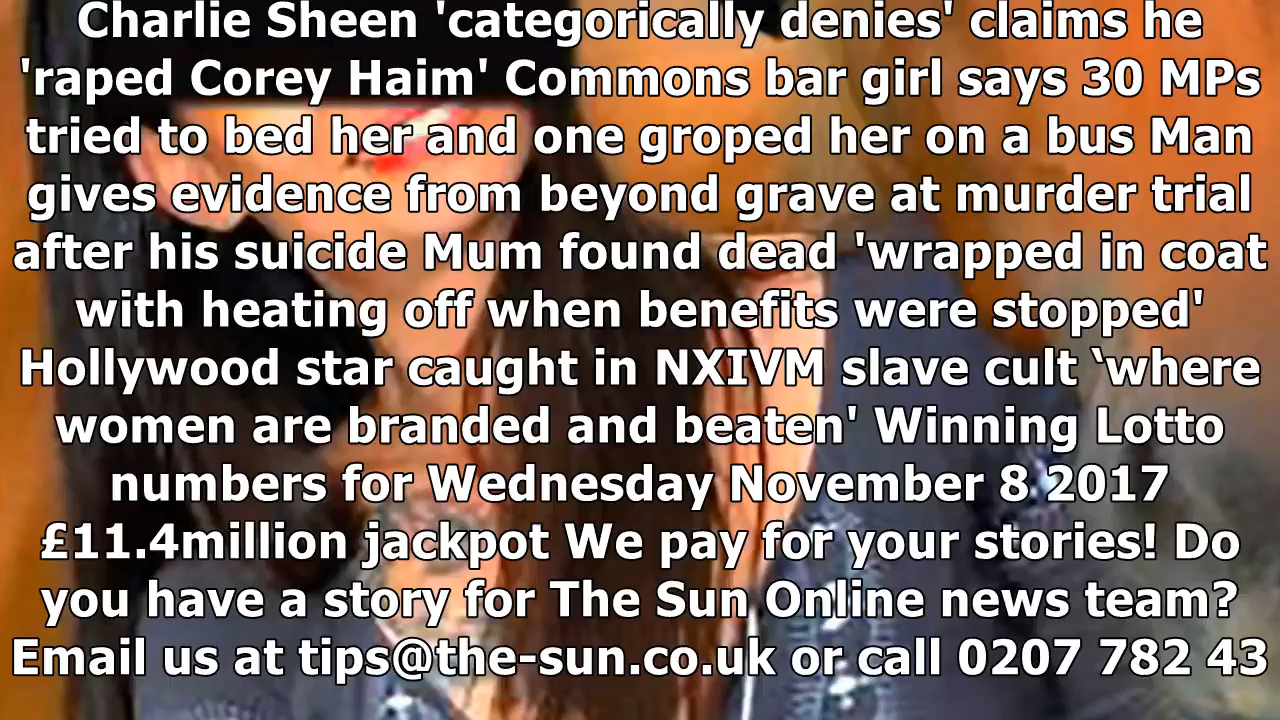 Charlie Sheen 'categorically denies' claims he
'raped Corey Haim' Commons bar girl says 30 MPs
tried to bed her and one groped her on a bus Man
gives evidence from beyond grave at murder trial
after his suicide Mum found dead 'wrapped in coat
with heating off when benefits were stopped'
Hollywood star caught in NXIVM slave cult ‘where
women are branded and beaten' Winning Lotto
numbers for Wednesday November 8 2017
£11.4million jackpot We pay for your stories! Do
you have a story for The Sun Online news team?
Email us at tips@the-sun.co.uk or call 0207 782 43